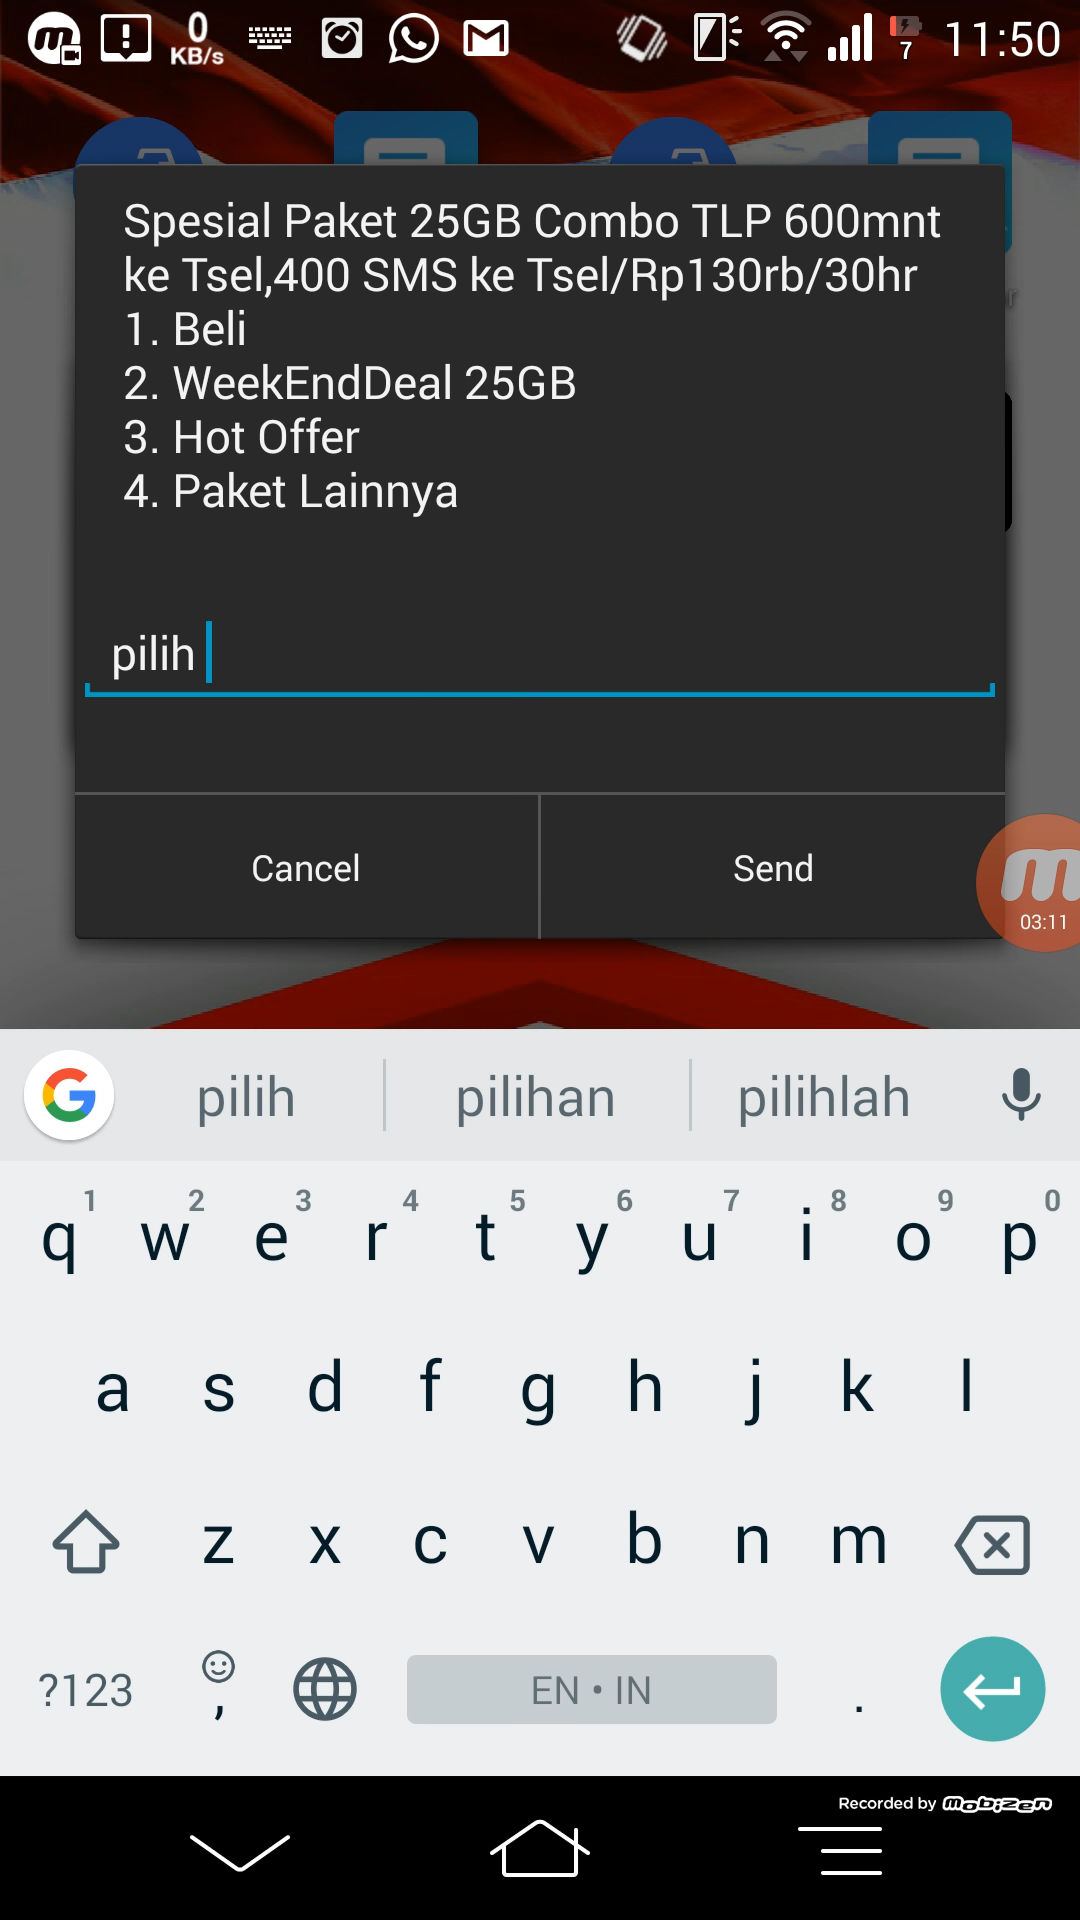 0 KB/s 7 11:50
Spesial Paket 25GB Combo TLP 600mnt
ke Tsel,400 SMS ke Tsel/Rp130rb/30hr
1. Beli
2. WeekEndDeal 25GB
3. Hot Offer
4. Paket Lainnya
pilih
Cancel Send
03:11
pilih pilihan pilihlah
1 2 3 4 5 6 7 8 9 0
q w e r t y u i o p
a s d f g h j k l
z x c v b n m
?123 , EN • IN .
Recorded by mobizen